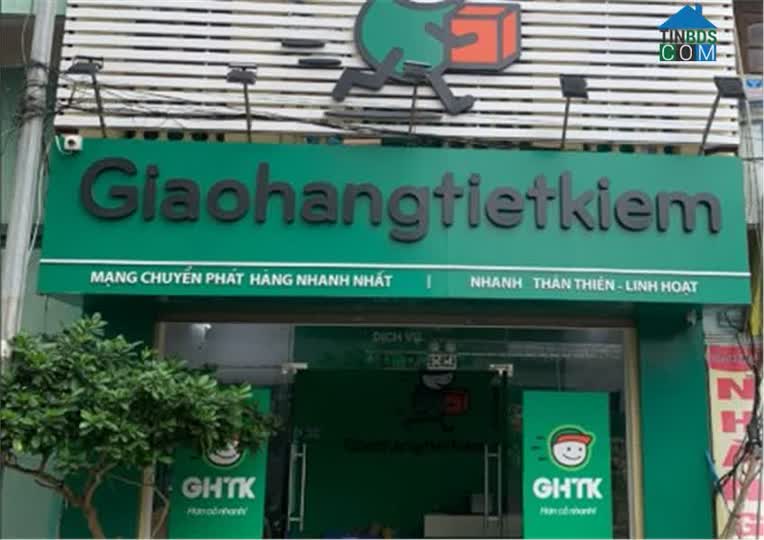 TINBDS
COM
Giaohangtietkiem
MẠNG CHUYỂN PHÁT HÀNG NHANH NHẤT | NHANH THÂN THIỆN - LINH HOẠT
DỊCH VỤ
Giaohangtietkiem
GHTK
Hơn cả nhanh!
GHTK
Hơn cả nhanh!